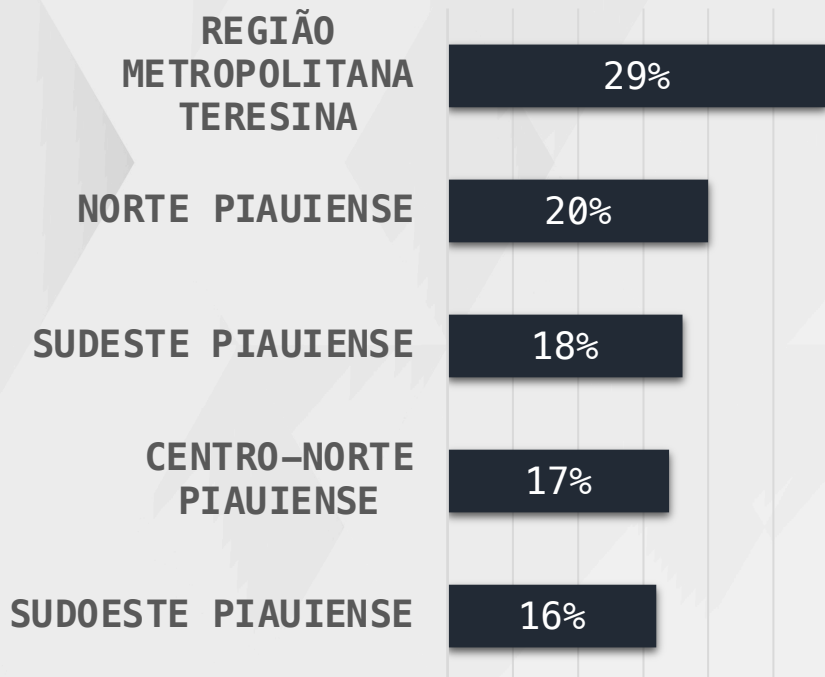 REGIÃO
METROPOLITANA
TERESINA
29%
NORTE PIAUIENSE
20%
SUDESTE PIAUIENSE
18%
CENTRO–NORTE
PIAUIENSE
17%
SUDOESTE PIAUIENSE
16%